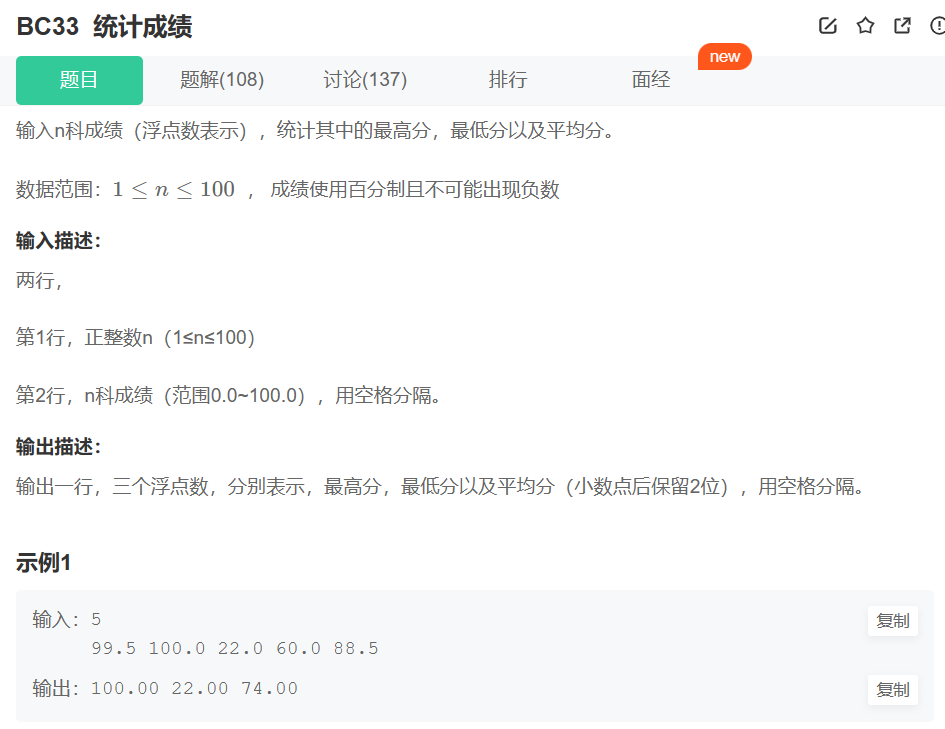 BC33 统计成绩
new
题目 题解(108) 讨论(137) 排行 面经
输入n科成绩（浮点数表示），统计其中的最高分，最低分以及平均分。
数据范围：1 ≤ n ≤ 100 ， 成绩使用百分制且不可能出现负数
输入描述：
两行，
第1行，正整数n（1≤n≤100）
第2行，n科成绩（范围0.0~100.0），用空格分隔。
输出描述：
输出一行，三个浮点数，分别表示，最高分，最低分以及平均分（小数点后保留2位），用空格分隔。
示例1
输入：5 复制
99.5 100.0 22.0 60.0 88.5
输出：100.00 22.00 74.00 复制